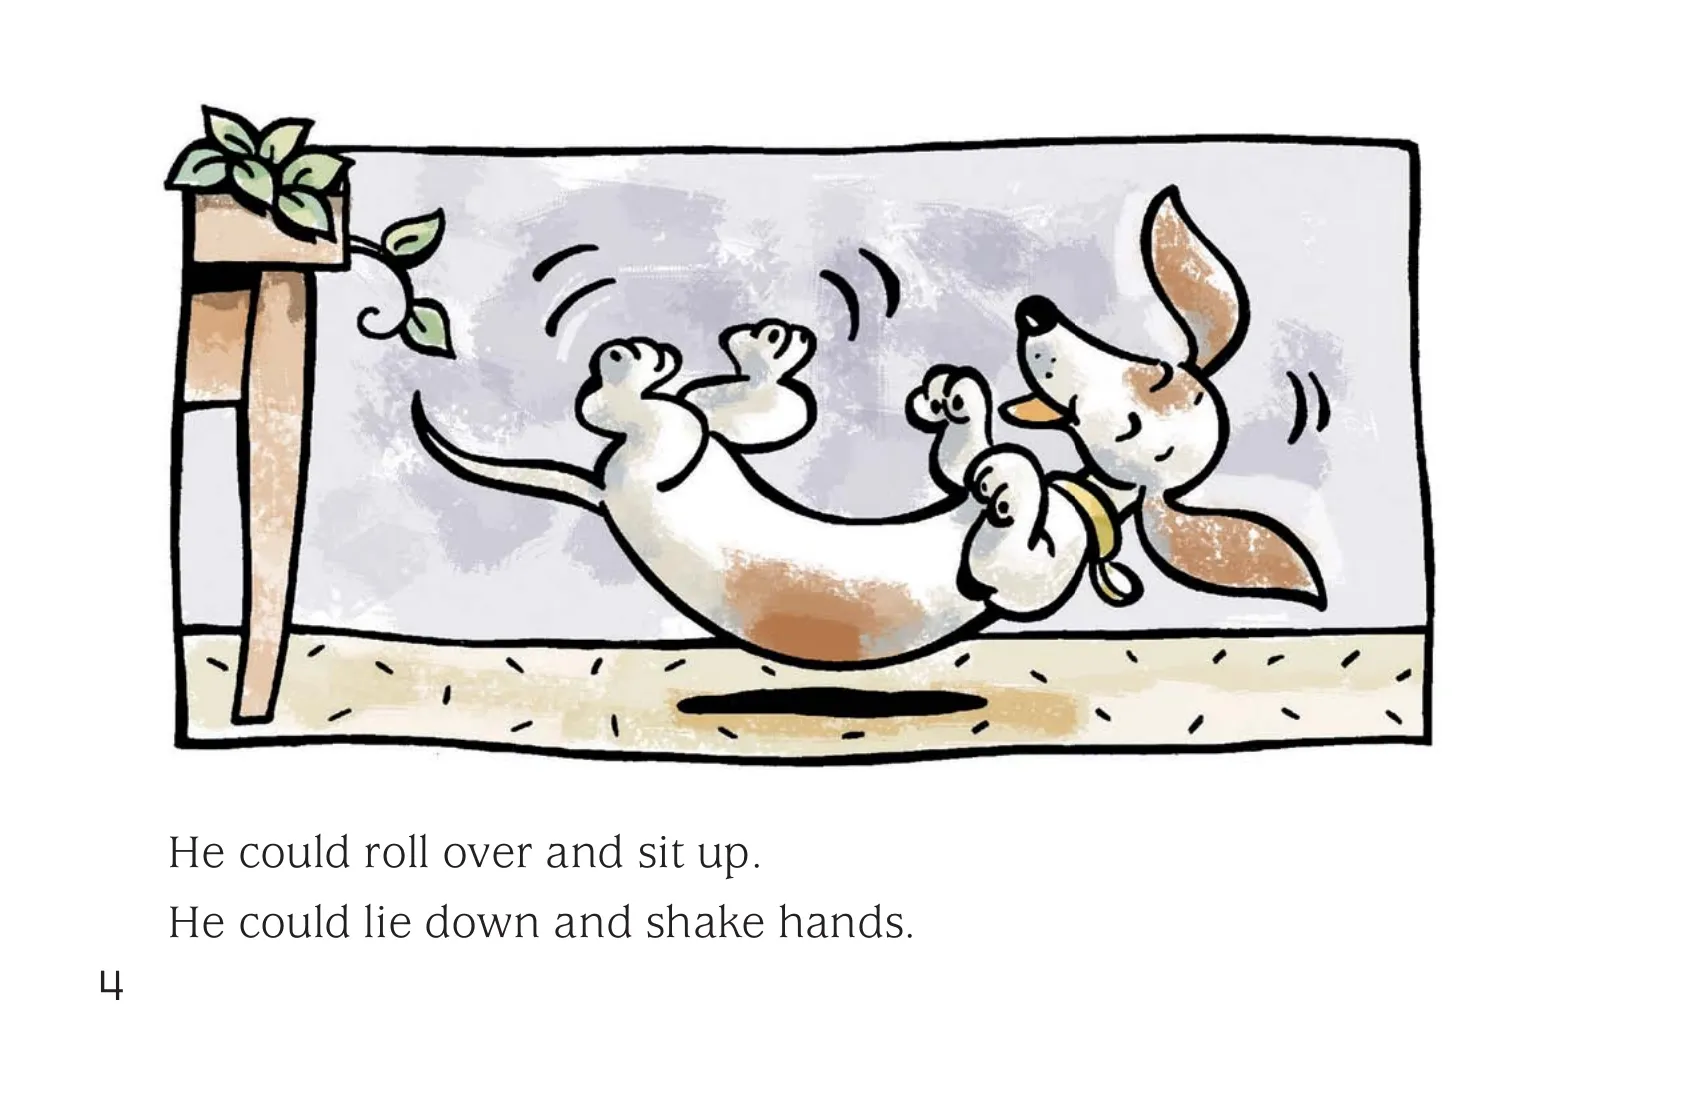 He could roll over and sit up.
He could lie down and shake hands.
4